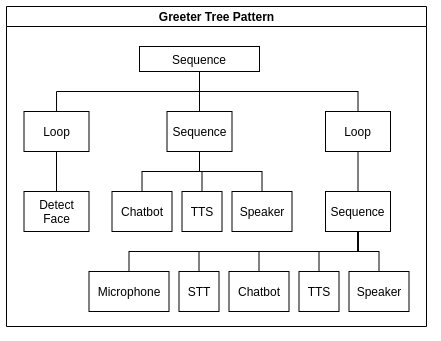 Greeter Tree Pattern
Sequence
Loop
Sequence
Loop
Detect
Face
Chatbot
TTS
Speaker
Sequence
Microphone
STT
Chatbot
TTS
Speaker